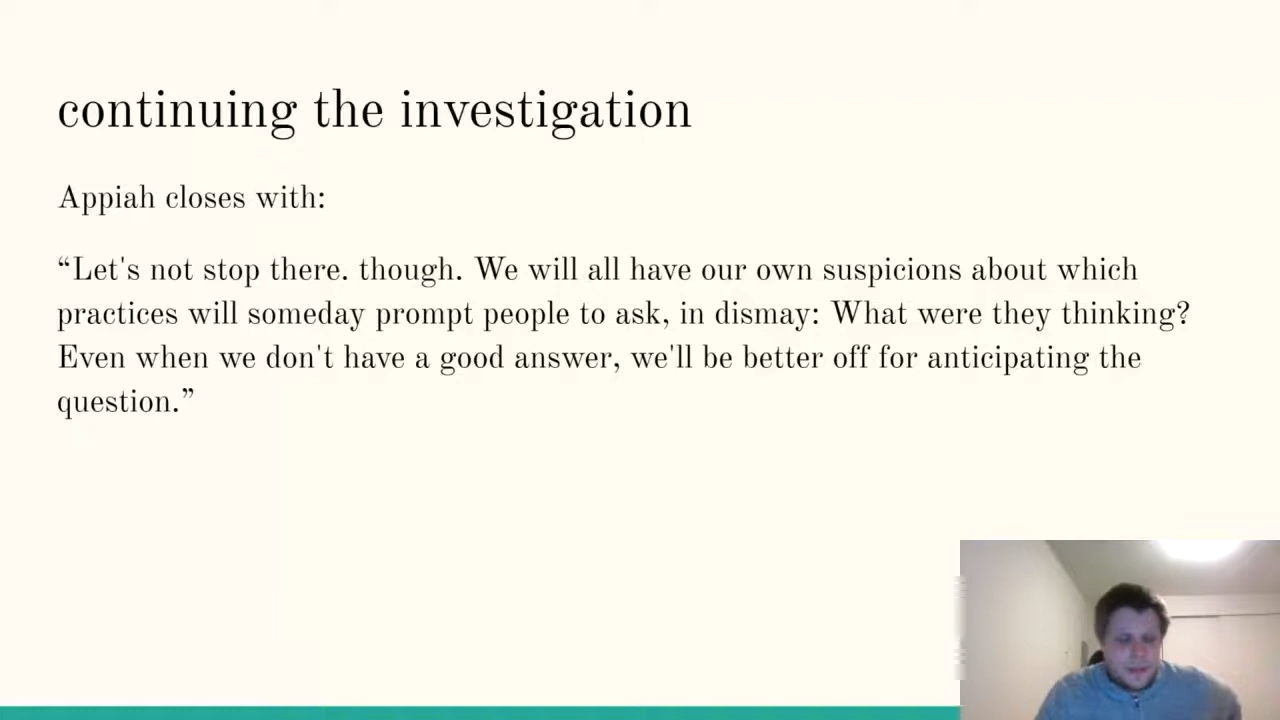 continuing the investigation
Appiah closes with:
“Let's not stop there. though. We will all have our own suspicions about which
practices will someday prompt people to ask, in dismay: What were they thinking?
Even when we don't have a good answer, we'll be better off for anticipating the
question.”